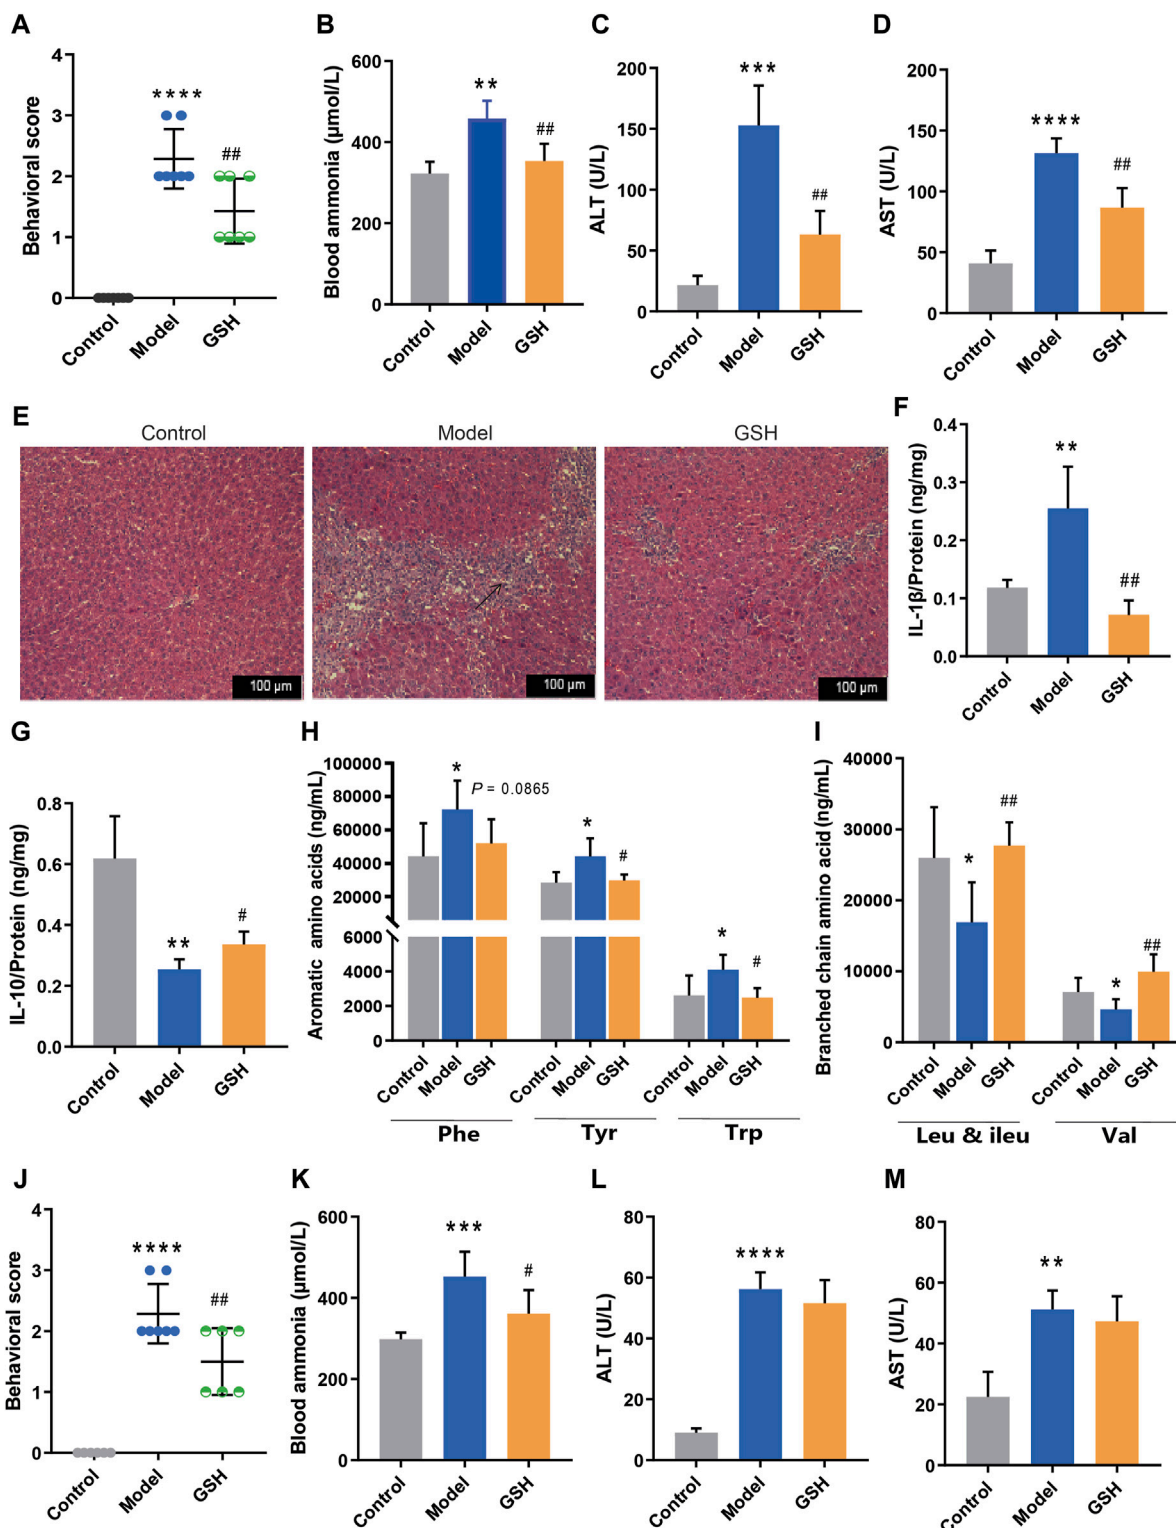 A
Behavioral score
4
3
2
1
0
****
##
Control
Model
GSH
B
Blood ammonia (µmol/L)
600
400
200
0
**
##
Control
Model
GSH
C
ALT (U/L)
200
150
100
50
0
***
##
Control
Model
GSH
D
AST (U/L)
200
150
100
50
0
****
##
Control
Model
GSH
E
Control
Model
GSH
100 µm
100 µm
100 µm
F
IL-1β/Protein (ng/mg)
0.4
0.3
0.2
0.1
0.0
**
##
Control
Model
GSH
G
IL-10/Protein (ng/mg)
0.8
0.6
0.4
0.2
0.0
**
#
Control
Model
GSH
H
Aromatic amino acids (ng/mL)
100000
80000
60000
40000
20000
6000
4000
2000
0
*
P = 0.0865
*
#
*
#
Control
Model
GSH
Control
Model
GSH
Control
Model
GSH
Phe
Tyr
Trp
I
Branched chain amino acid (ng/mL)
40000
30000
20000
10000
0
*
##
*
##
Control
Model
GSH
Control
Model
GSH
Leu & ileu
Val
J
Behavioral score
4
3
2
1
0
****
##
Control
Model
GSH
K
Blood ammonia (µmol/L)
600
400
200
0
***
#
Control
Model
GSH
L
ALT (U/L)
80
60
40
20
0
****
Control
Model
GSH
M
AST (U/L)
80
60
40
20
0
**
Control
Model
GSH